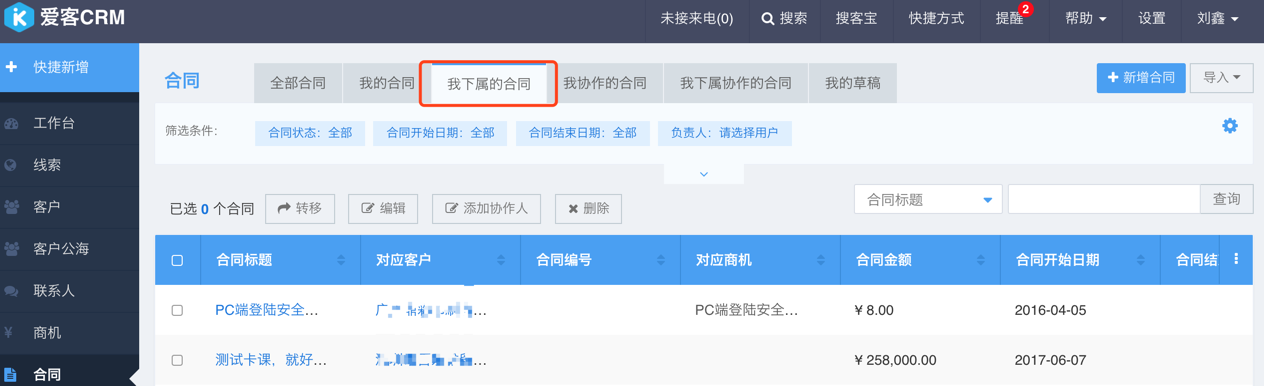 爱客CRM
未接来电(0) 搜索 搜客宝 快捷方式 提醒 2 帮助 设置 刘鑫
快捷新增
工作台
线索
客户
客户公海
联系人
商机
合同
合同
全部合同 我的合同 我下属的合同 我协作的合同 我下属协作的合同 我的草稿
新增合同 导入
筛选条件： 合同状态：全部 合同开始日期：全部 合同结束日期：全部 负责人：请选择用户
已选 0 个合同 转移 编辑 添加协作人 删除 合同标题 查询
合同标题 对应客户 合同编号 对应商机 合同金额 合同开始日期 合同结
PC端登陆安全... 广 ... PC端登陆安全... ¥ 8.00 2016-04-05
测试卡课，就好... ... ¥ 258,000.00 2017-06-07